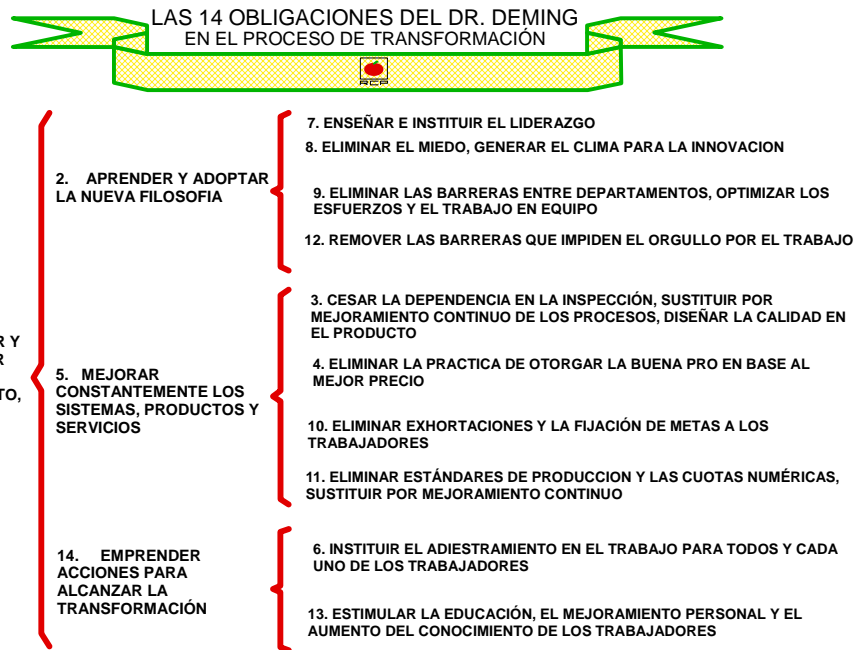 LAS 14 OBLIGACIONES DEL DR. DEMING
EN EL PROCESO DE TRANSFORMACIÓN
RCP
R Y
R
TO,
2. APRENDER Y ADOPTAR
LA NUEVA FILOSOFIA
7. ENSEÑAR E INSTITUIR EL LIDERAZGO
8. ELIMINAR EL MIEDO, GENERAR EL CLIMA PARA LA INNOVACION
9. ELIMINAR LAS BARRERAS ENTRE DEPARTAMENTOS, OPTIMIZAR LOS
ESFUERZOS Y EL TRABAJO EN EQUIPO
12. REMOVER LAS BARRERAS QUE IMPIDEN EL ORGULLO POR EL TRABAJO
5. MEJORAR
CONSTANTEMENTE LOS
SISTEMAS, PRODUCTOS Y
SERVICIOS
3. CESAR LA DEPENDENCIA EN LA INSPECCIÓN, SUSTITUIR POR
MEJORAMIENTO CONTINUO DE LOS PROCESOS, DISEÑAR LA CALIDAD EN
EL PRODUCTO
4. ELIMINAR LA PRACTICA DE OTORGAR LA BUENA PRO EN BASE AL
MEJOR PRECIO
10. ELIMINAR EXHORTACIONES Y LA FIJACIÓN DE METAS A LOS
TRABAJADORES
11. ELIMINAR ESTÁNDARES DE PRODUCCION Y LAS CUOTAS NUMÉRICAS,
SUSTITUIR POR MEJORAMIENTO CONTINUO
14. EMPRENDER
ACCIONES PARA
ALCANZAR LA
TRANSFORMACIÓN
6. INSTITUIR EL ADIESTRAMIENTO EN EL TRABAJO PARA TODOS Y CADA
UNO DE LOS TRABAJADORES
13. ESTIMULAR LA EDUCACIÓN, EL MEJORAMIENTO PERSONAL Y EL
AUMENTO DEL CONOCIMIENTO DE LOS TRABAJADORES